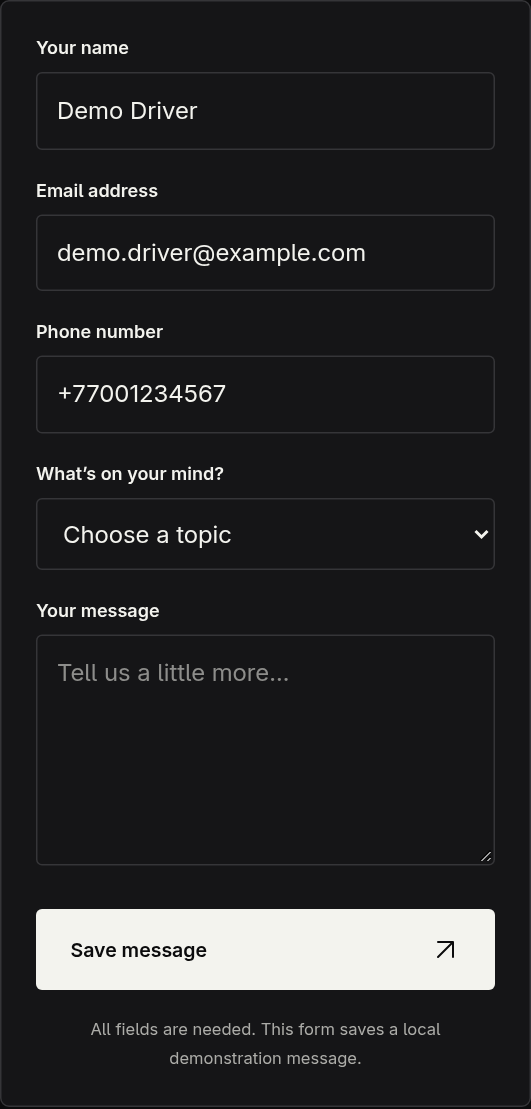 Your name
Demo Driver
Email address
demo.driver@example.com
Phone number
+77001234567
What’s on your mind?
Choose a topic
Your message
Tell us a little more...
Save message
All fields are needed. This form saves a local
demonstration message.